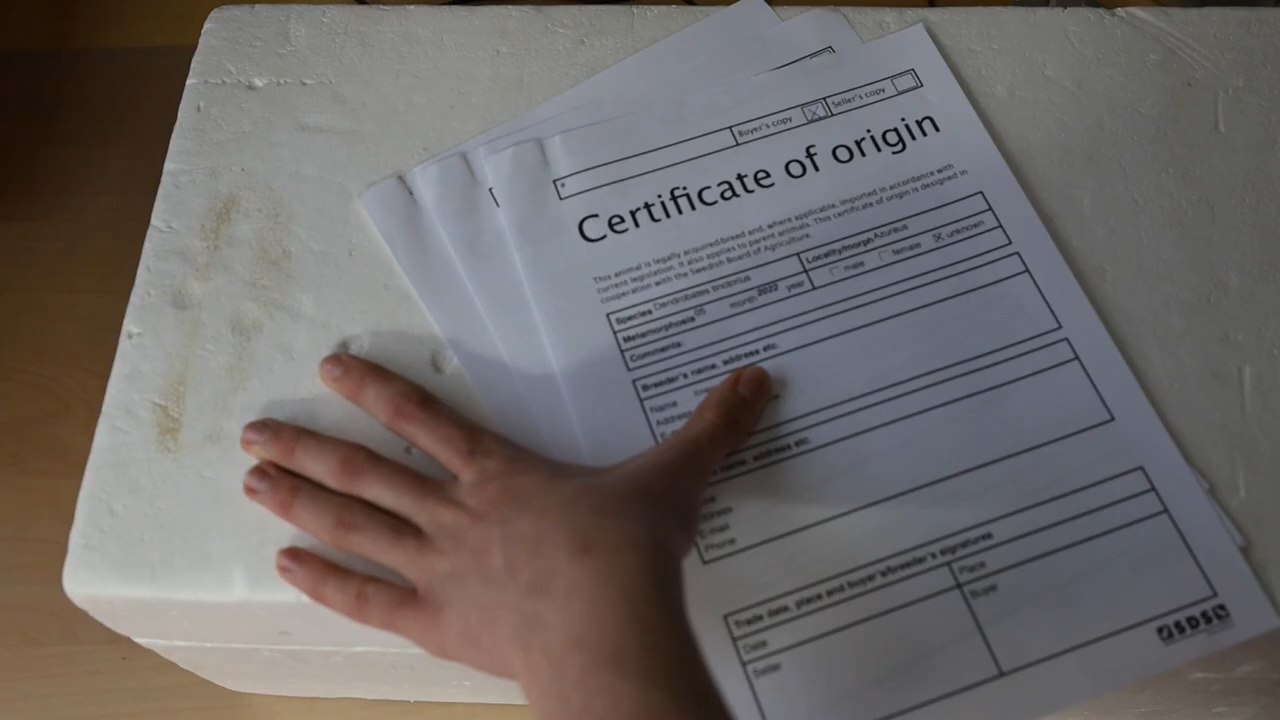 Buyer's copy Seller's copy
#
Certificate of origin
This animal is legally acquired/breed and, where applicable, imported in accordance with
current legislation. It also applies to parent animals. This certificate of origin is designed in
cooperation with the Swedish Board of Agriculture.
Species Dendrobates tinctorius Locality/morph Azureus
Metamorphosis 05 month 2022 year male female unknown
Comments:
Breeder's name, address etc.
Name
Address
name, address etc.
E-mail
Phone
Trade date, place and buyer's/breeder's signatures
Date Place
Seller Buyer
SDS